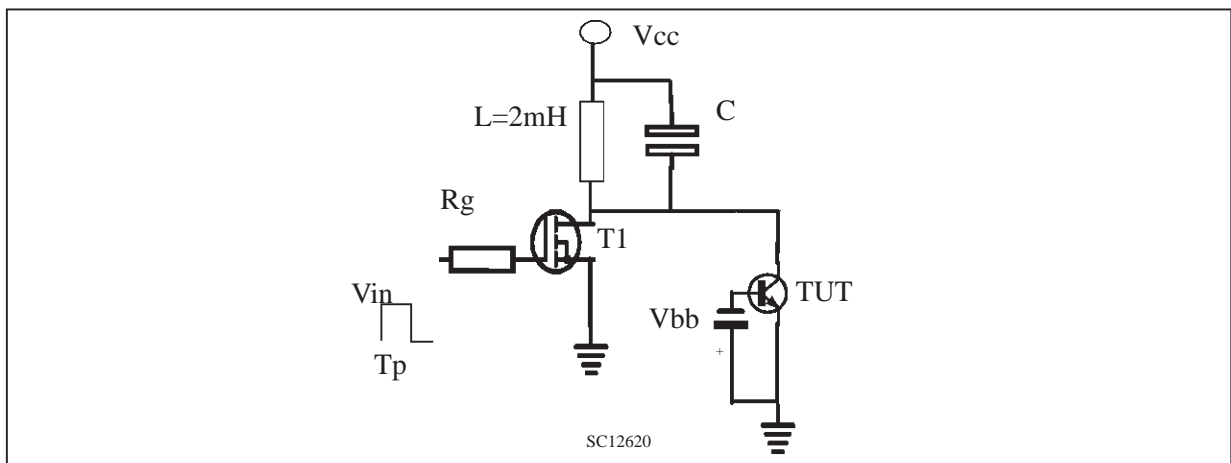 Vcc
L=2mH
C
Rg
T1
Vin
Tp
Vbb
+
TUT
SC12620